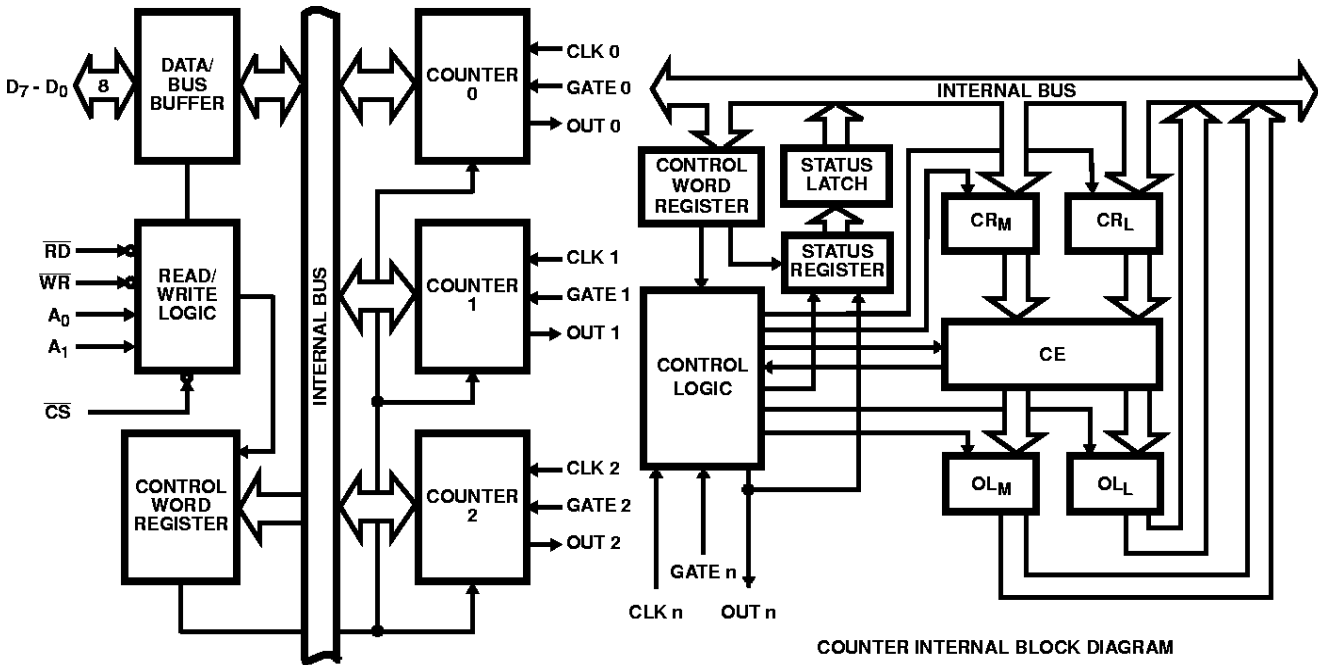 D7 - D0
8
DATA/
BUS
BUFFER
INTERNAL BUS
COUNTER
0
CLK 0
GATE 0
OUT 0
RD
WR
A0
A1
CS
READ/
WRITE
LOGIC
COUNTER
1
CLK 1
GATE 1
OUT 1
CONTROL
WORD
REGISTER
COUNTER
2
CLK 2
GATE 2
OUT 2
INTERNAL BUS
CONTROL
WORD
REGISTER
STATUS
LATCH
STATUS
REGISTER
CRM
CRL
CONTROL
LOGIC
CE
OLM
OLL
GATE n
CLK n
OUT n
COUNTER INTERNAL BLOCK DIAGRAM